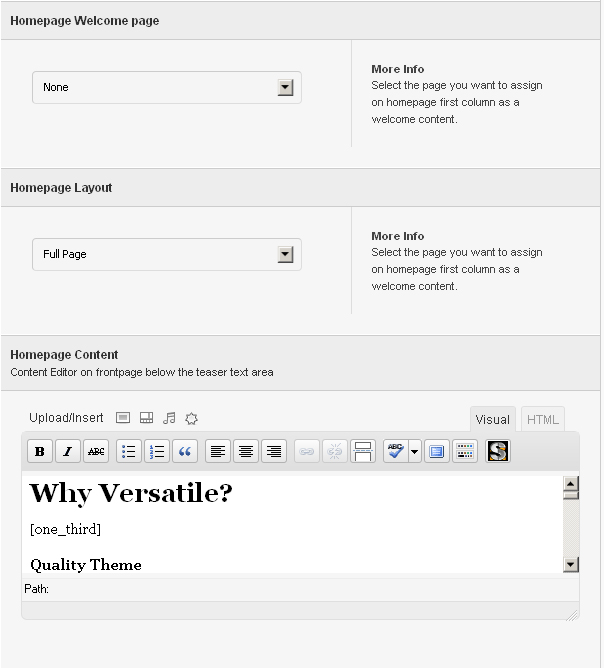 Homepage Welcome page
None
More Info
Select the page you want to assign
on homepage first column as a
welcome content.
Homepage Layout
Full Page
More Info
Select the page you want to assign
on homepage first column as a
welcome content.
Homepage Content
Content Editor on frontpage below the teaser text area
Upload/Insert
Visual HTML
B I ABC ABC S
Why Versatile?
[one_third]
Quality Theme
Path: